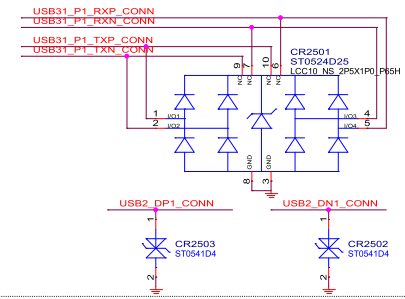 USB31_P1_RXP_CONN
USB31_P1_RXN_CONN
USB31_P1_TXP_CONN
USB31_P1_TXN_CONN
CR2501
ST0524D25
LCC10_NS_2P5X1P0_P65H
9 7 10 6
NC NC NC NC
1 I/O1 I/O3 4
2 I/O2 I/O4 5
GND GND
8 3
USB2_DP1_CONN
USB2_DN1_CONN
1 1
CR2503
ST0541D4
CR2502
ST0541D4
2 2